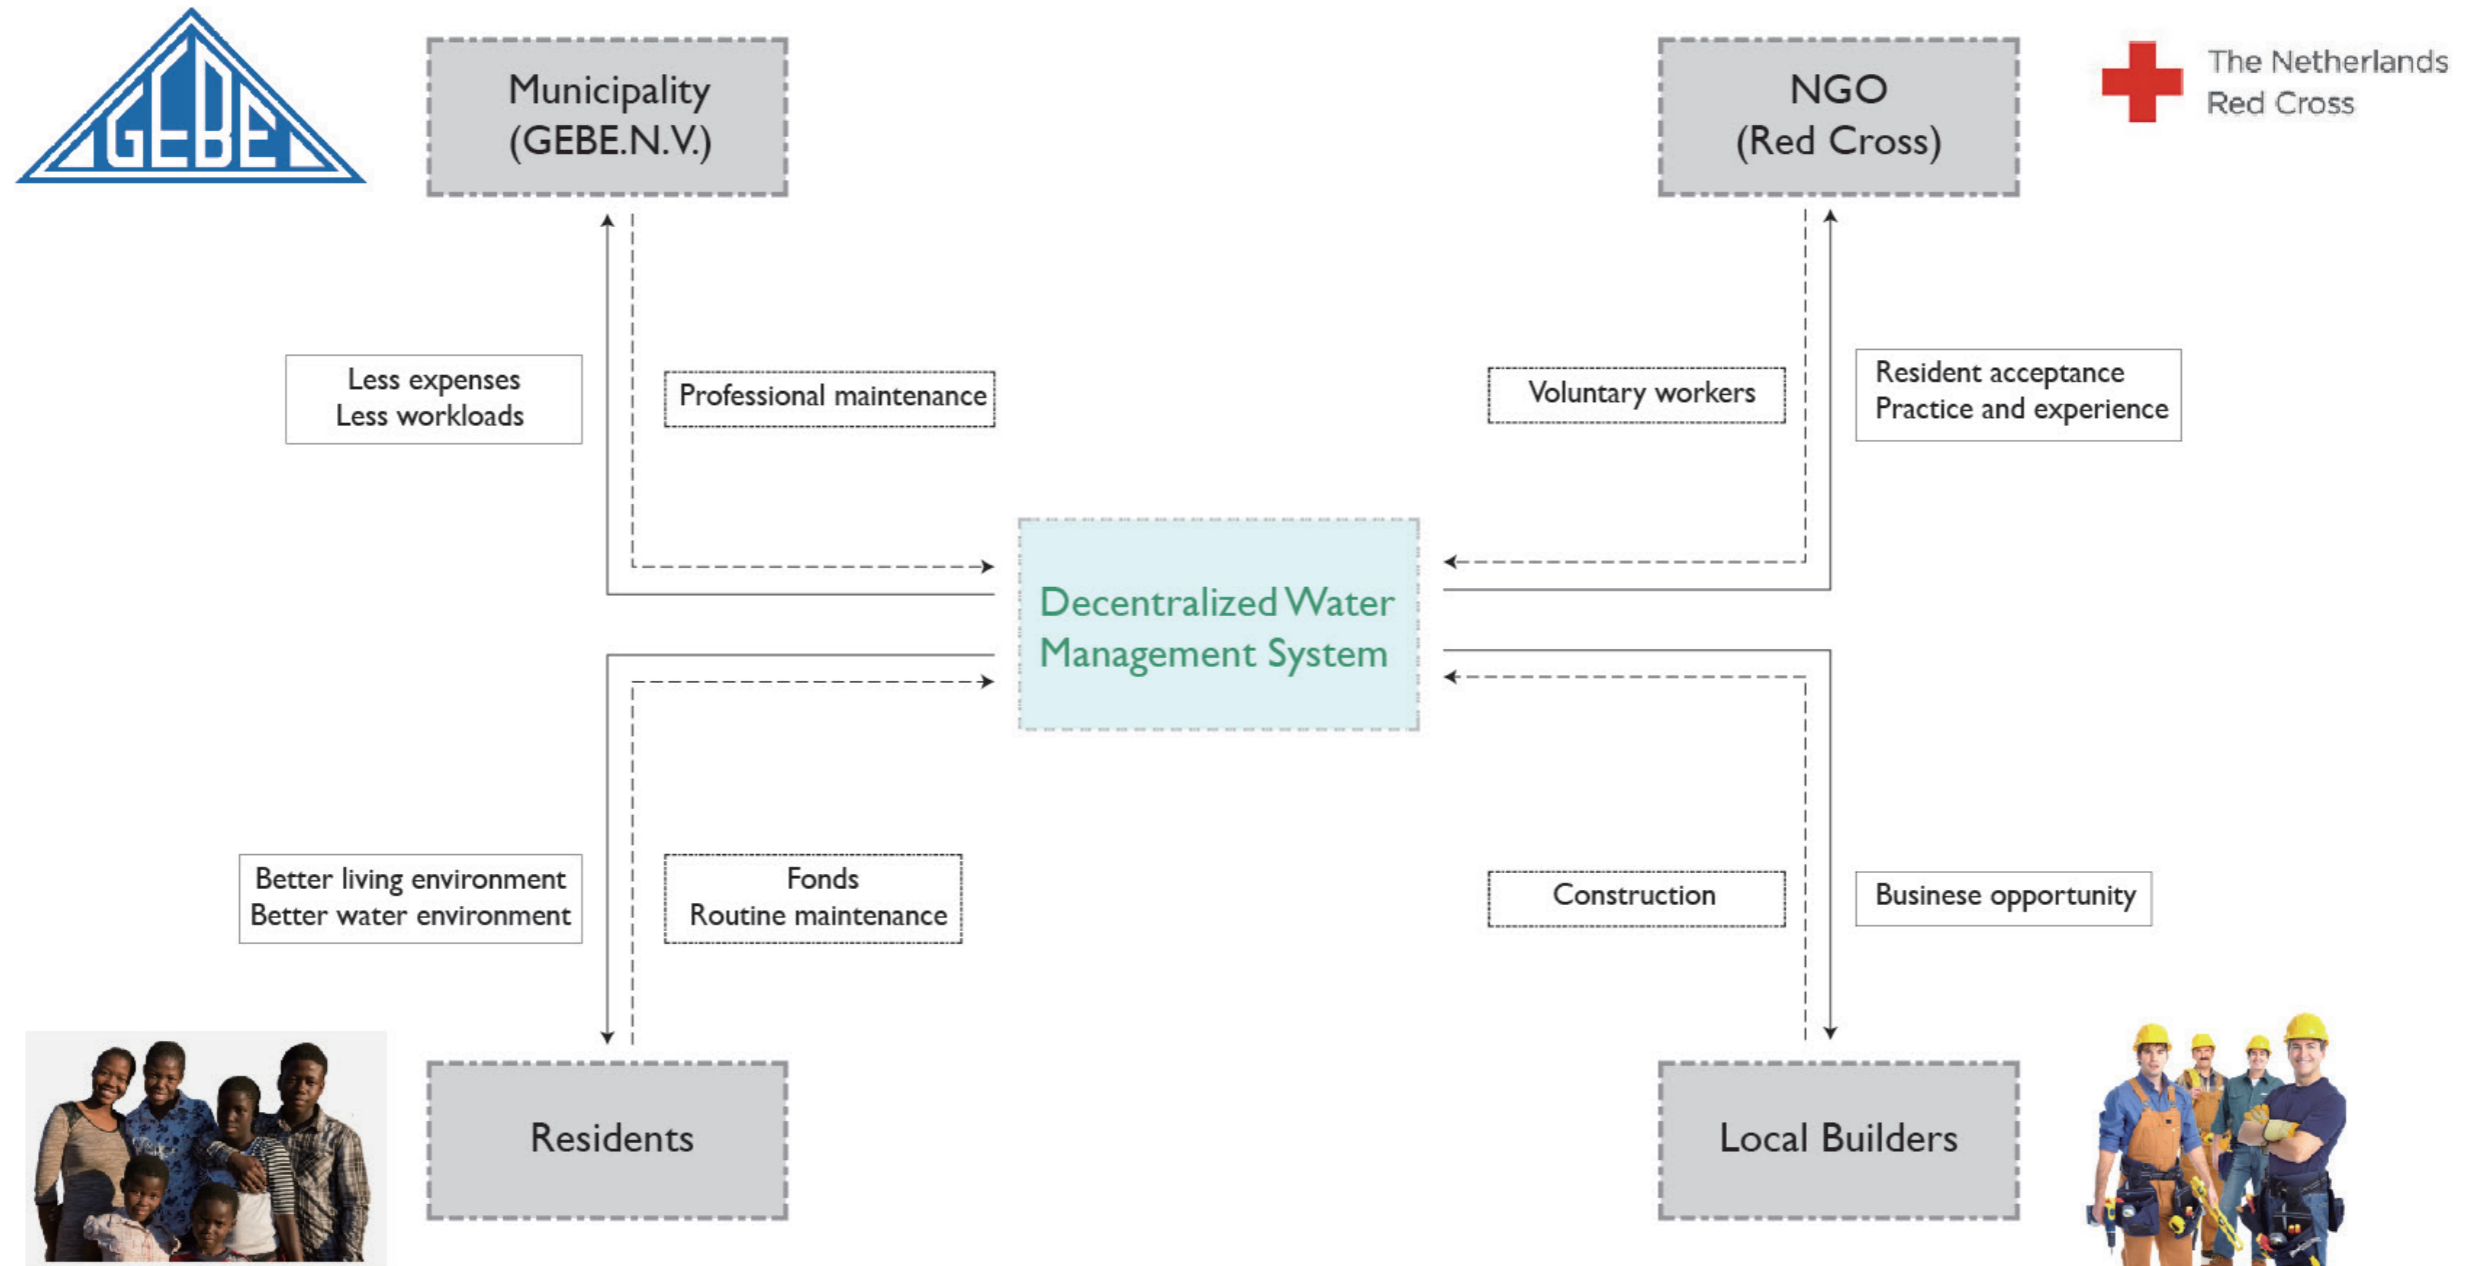 GEBE
Municipality
(GEBE.N.V.)
NGO
(Red Cross)
The Netherlands
Red Cross
Less expenses
Less workloads
Professional maintenance
Voluntary workers
Resident acceptance
Practice and experience
Decentralized Water
Management System
Better living environment
Better water environment
Fonds
Routine maintenance
Construction
Businese opportunity
Residents
Local Builders